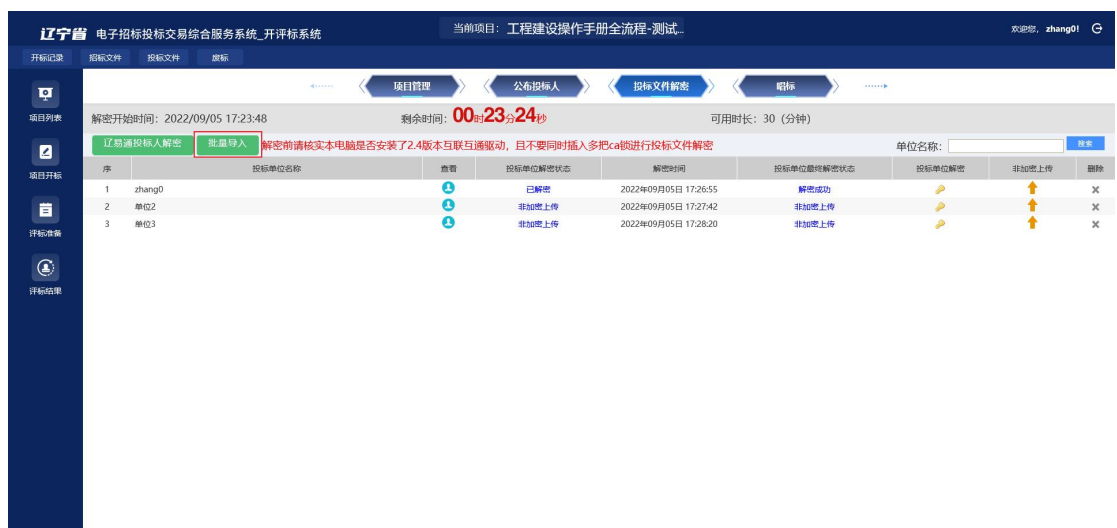 辽宁省 电子招标投标交易综合服务系统_开评标系统 当前项目: 工程建设操作手册全流程-测试... 欢迎您, zhang0!
开标记录 招标文件 投标文件 废标
项目列表
项目开标
评标准备
评标结果
项目管理 公布投标人 投标文件解密 唱标
解密开始时间: 2022/09/05 17:23:48 剩余时间: 00时23分24秒 可用时长: 30 (分钟)
辽易通投标人解密 批量导入 解密前请核实本电脑是否安装了2.4版本互联互通驱动, 且不要同时插入多把ca锁进行投标文件解密 单位名称: 搜索
序 投标单位名称 查看 投标单位解密状态 解密时间 投标单位最终解密状态 投标单位解密 非加密上传 删除
1 zhang0 已解密 2022年09月05日 17:26:55 解密成功
2 单位2 非加密上传 2022年09月05日 17:27:42 非加密上传
3 单位3 非加密上传 2022年09月05日 17:28:20 非加密上传